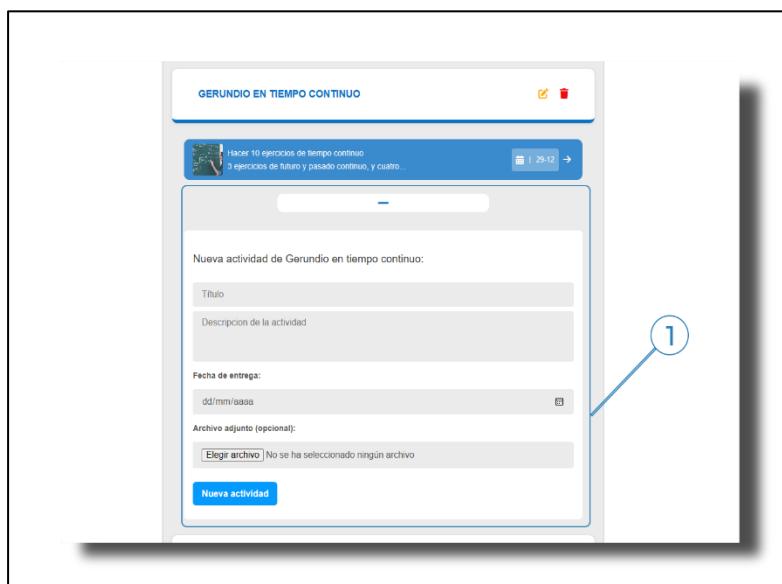 GERUNDIO EN TIEMPO CONTINUO
Hacer 10 ejercicios de tiempo continuo
3 ejercicios de futuro y pasado continuo, y cuatro...
| 29-12
Nueva actividad de Gerundio en tiempo continuo:
Título
Descripcion de la actividad
Fecha de entrega:
dd/mm/aaaa
Archivo adjunto (opcional):
Elegir archivo No se ha seleccionado ningún archivo
Nueva actividad
1